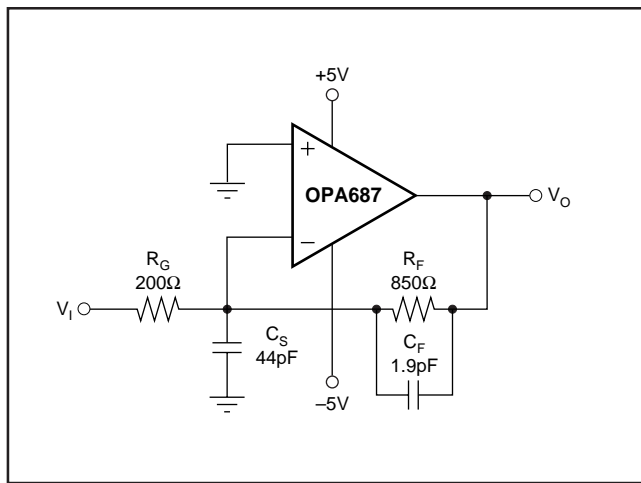 +5V
+
OPA687
−
V_O
R_G
200Ω
V_I
R_F
850Ω
C_S
44pF
C_F
1.9pF
–5V